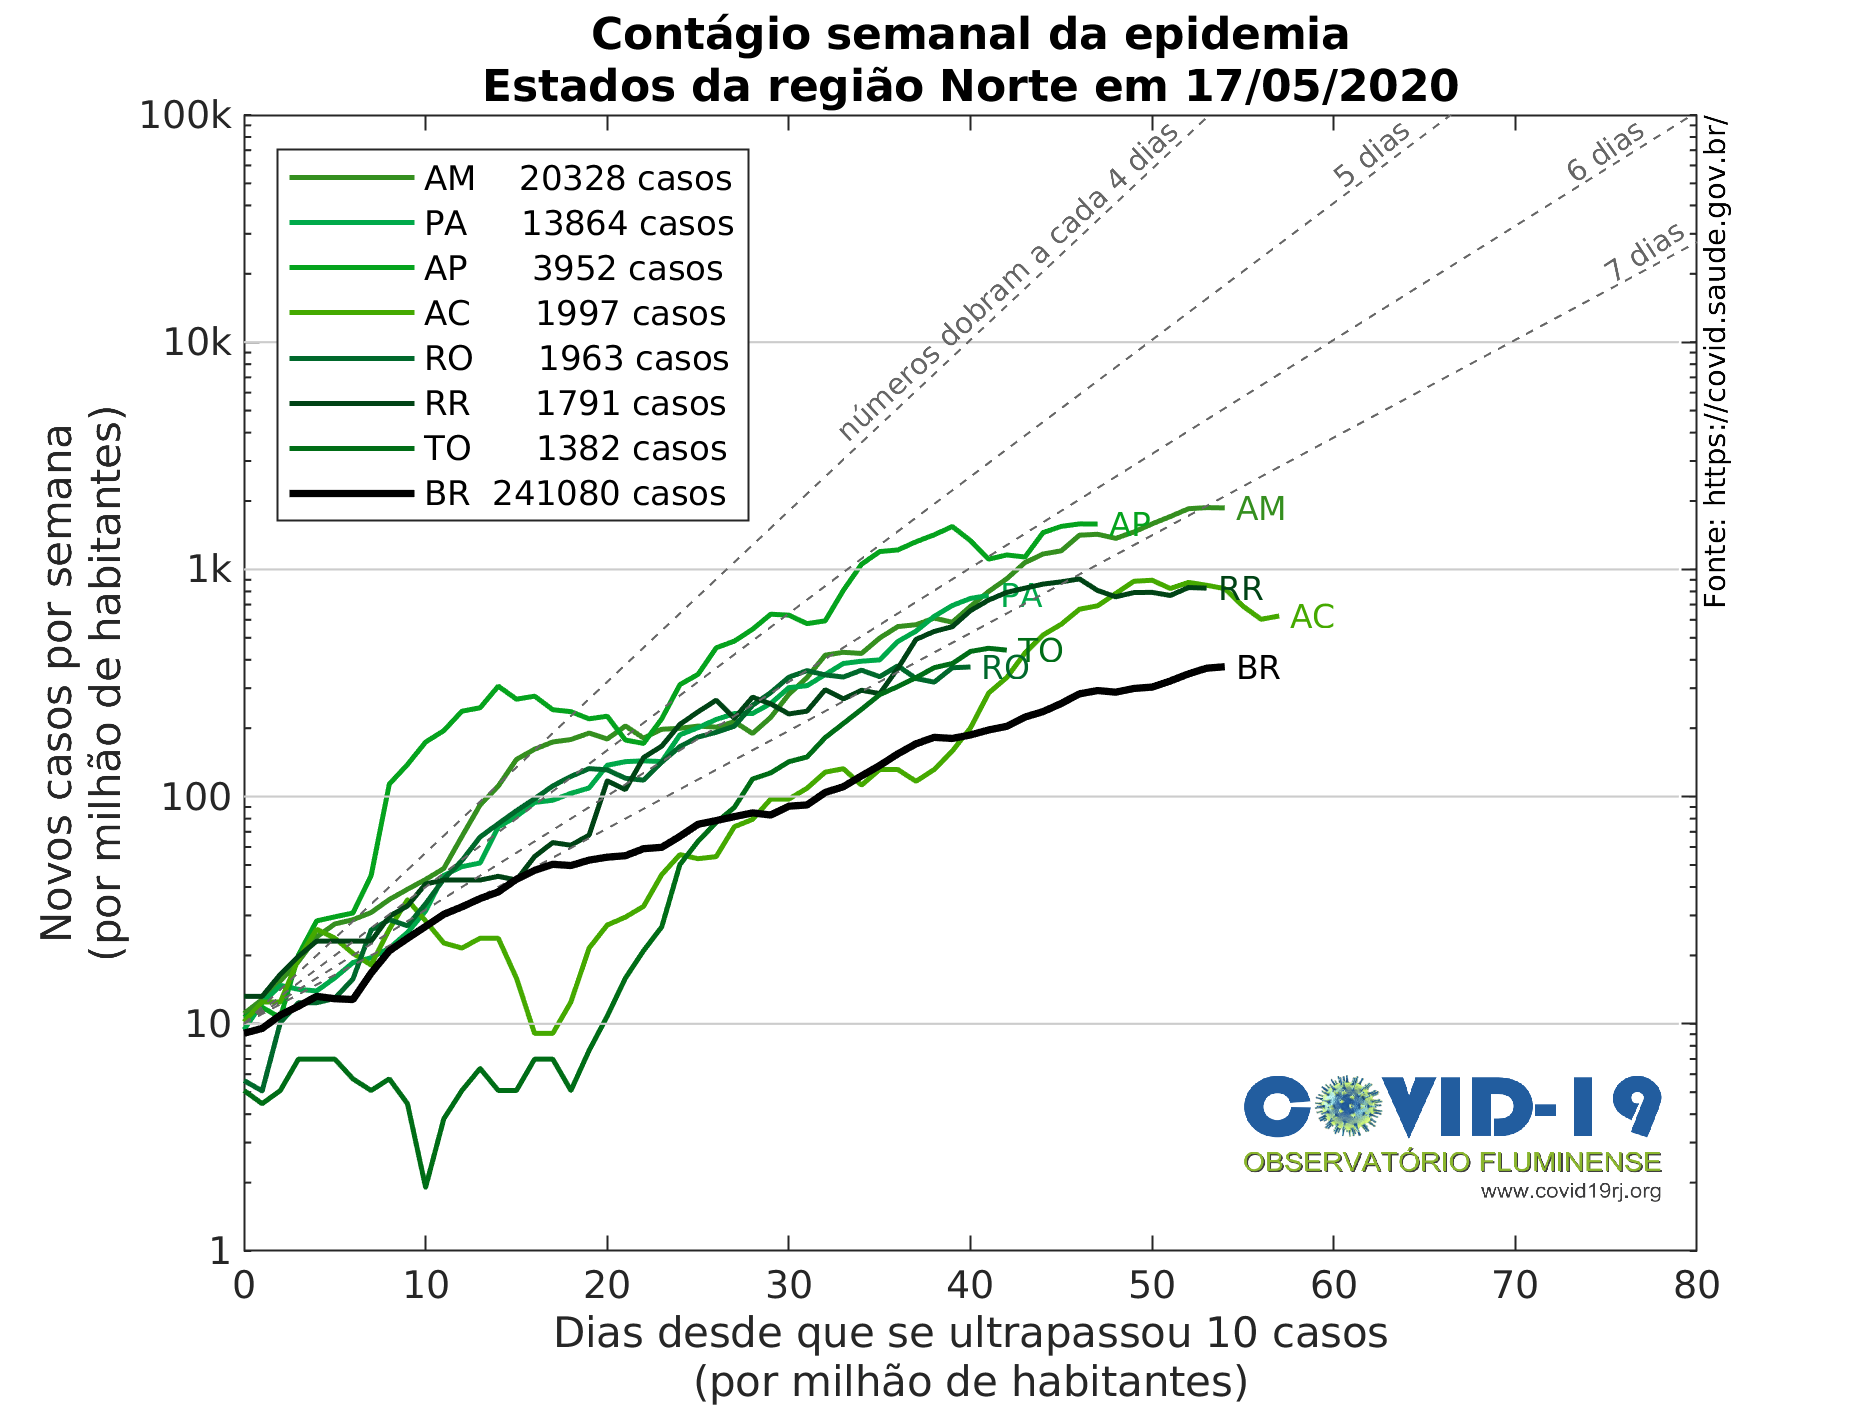 Contágio semanal da epidemia
Estados da região Norte em 17/05/2020
100k
10k
1k
100
10
1
Novos casos por semana
(por milhão de habitantes)
AM 20328 casos
PA 13864 casos
AP 3952 casos
AC 1997 casos
RO 1963 casos
RR 1791 casos
TO 1382 casos
BR 241080 casos
números dobram a cada 4 dias
5 dias
6 dias
7 dias
AM
AP
PA
RR
AC
TO
RO
BR
Fonte: https://covid.saude.gov.br/
COVID-19
OBSERVATÓRIO FLUMINENSE
www.covid19rj.org
0 10 20 30 40 50 60 70 80
Dias desde que se ultrapassou 10 casos
(por milhão de habitantes)